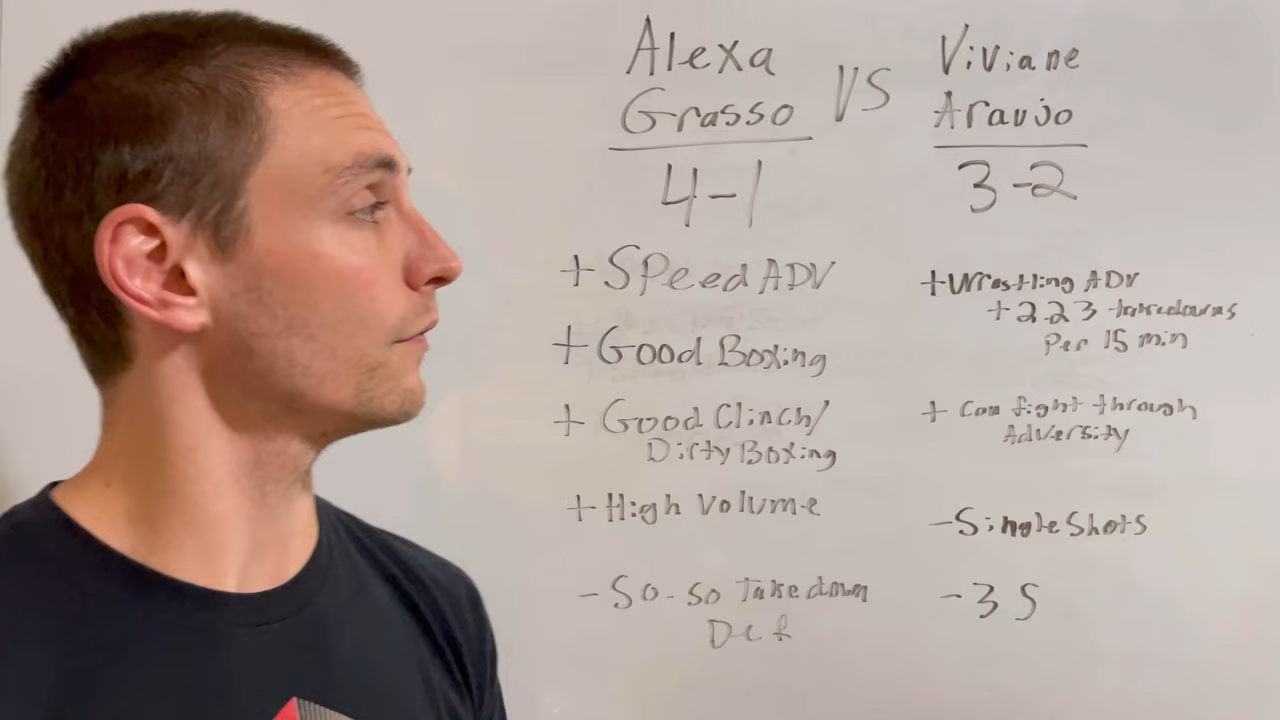 Alexa
Grasso
VS
Viviane
Araujo
4-1
3-2
+ Speed ADV
+ Good Boxing
+ Good Clinch/
Dirty Boxing
+ High Volume
- So-so Takedown
Def
+ Wrestling ADV
+ 2.23 takedowns
Per 15 min
+ Can fight through
Adversity
- Single Shots
- 35